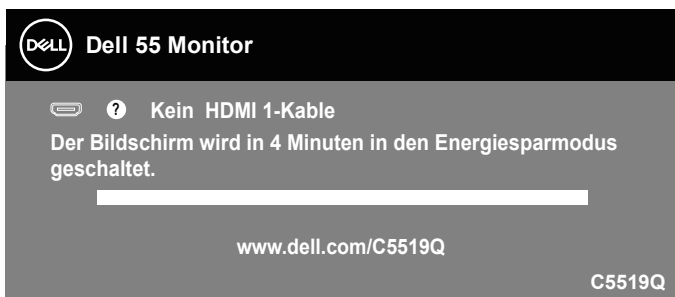 DELL Dell 55 Monitor
? Kein HDMI 1-Kable
Der Bildschirm wird in 4 Minuten in den Energiesparmodus
geschaltet.
www.dell.com/C5519Q
C5519Q